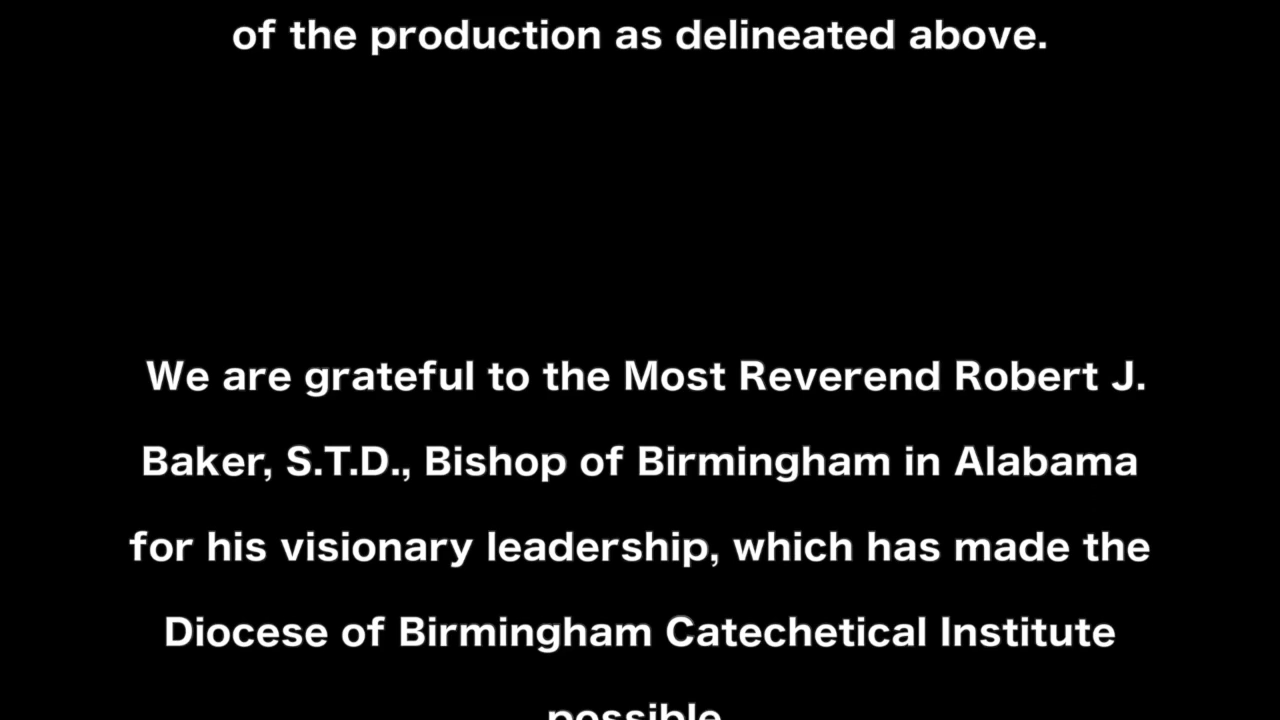 of the production as delineated above.
We are grateful to the Most Reverend Robert J.
Baker, S.T.D., Bishop of Birmingham in Alabama
for his visionary leadership, which has made the
Diocese of Birmingham Catechetical Institute
possible